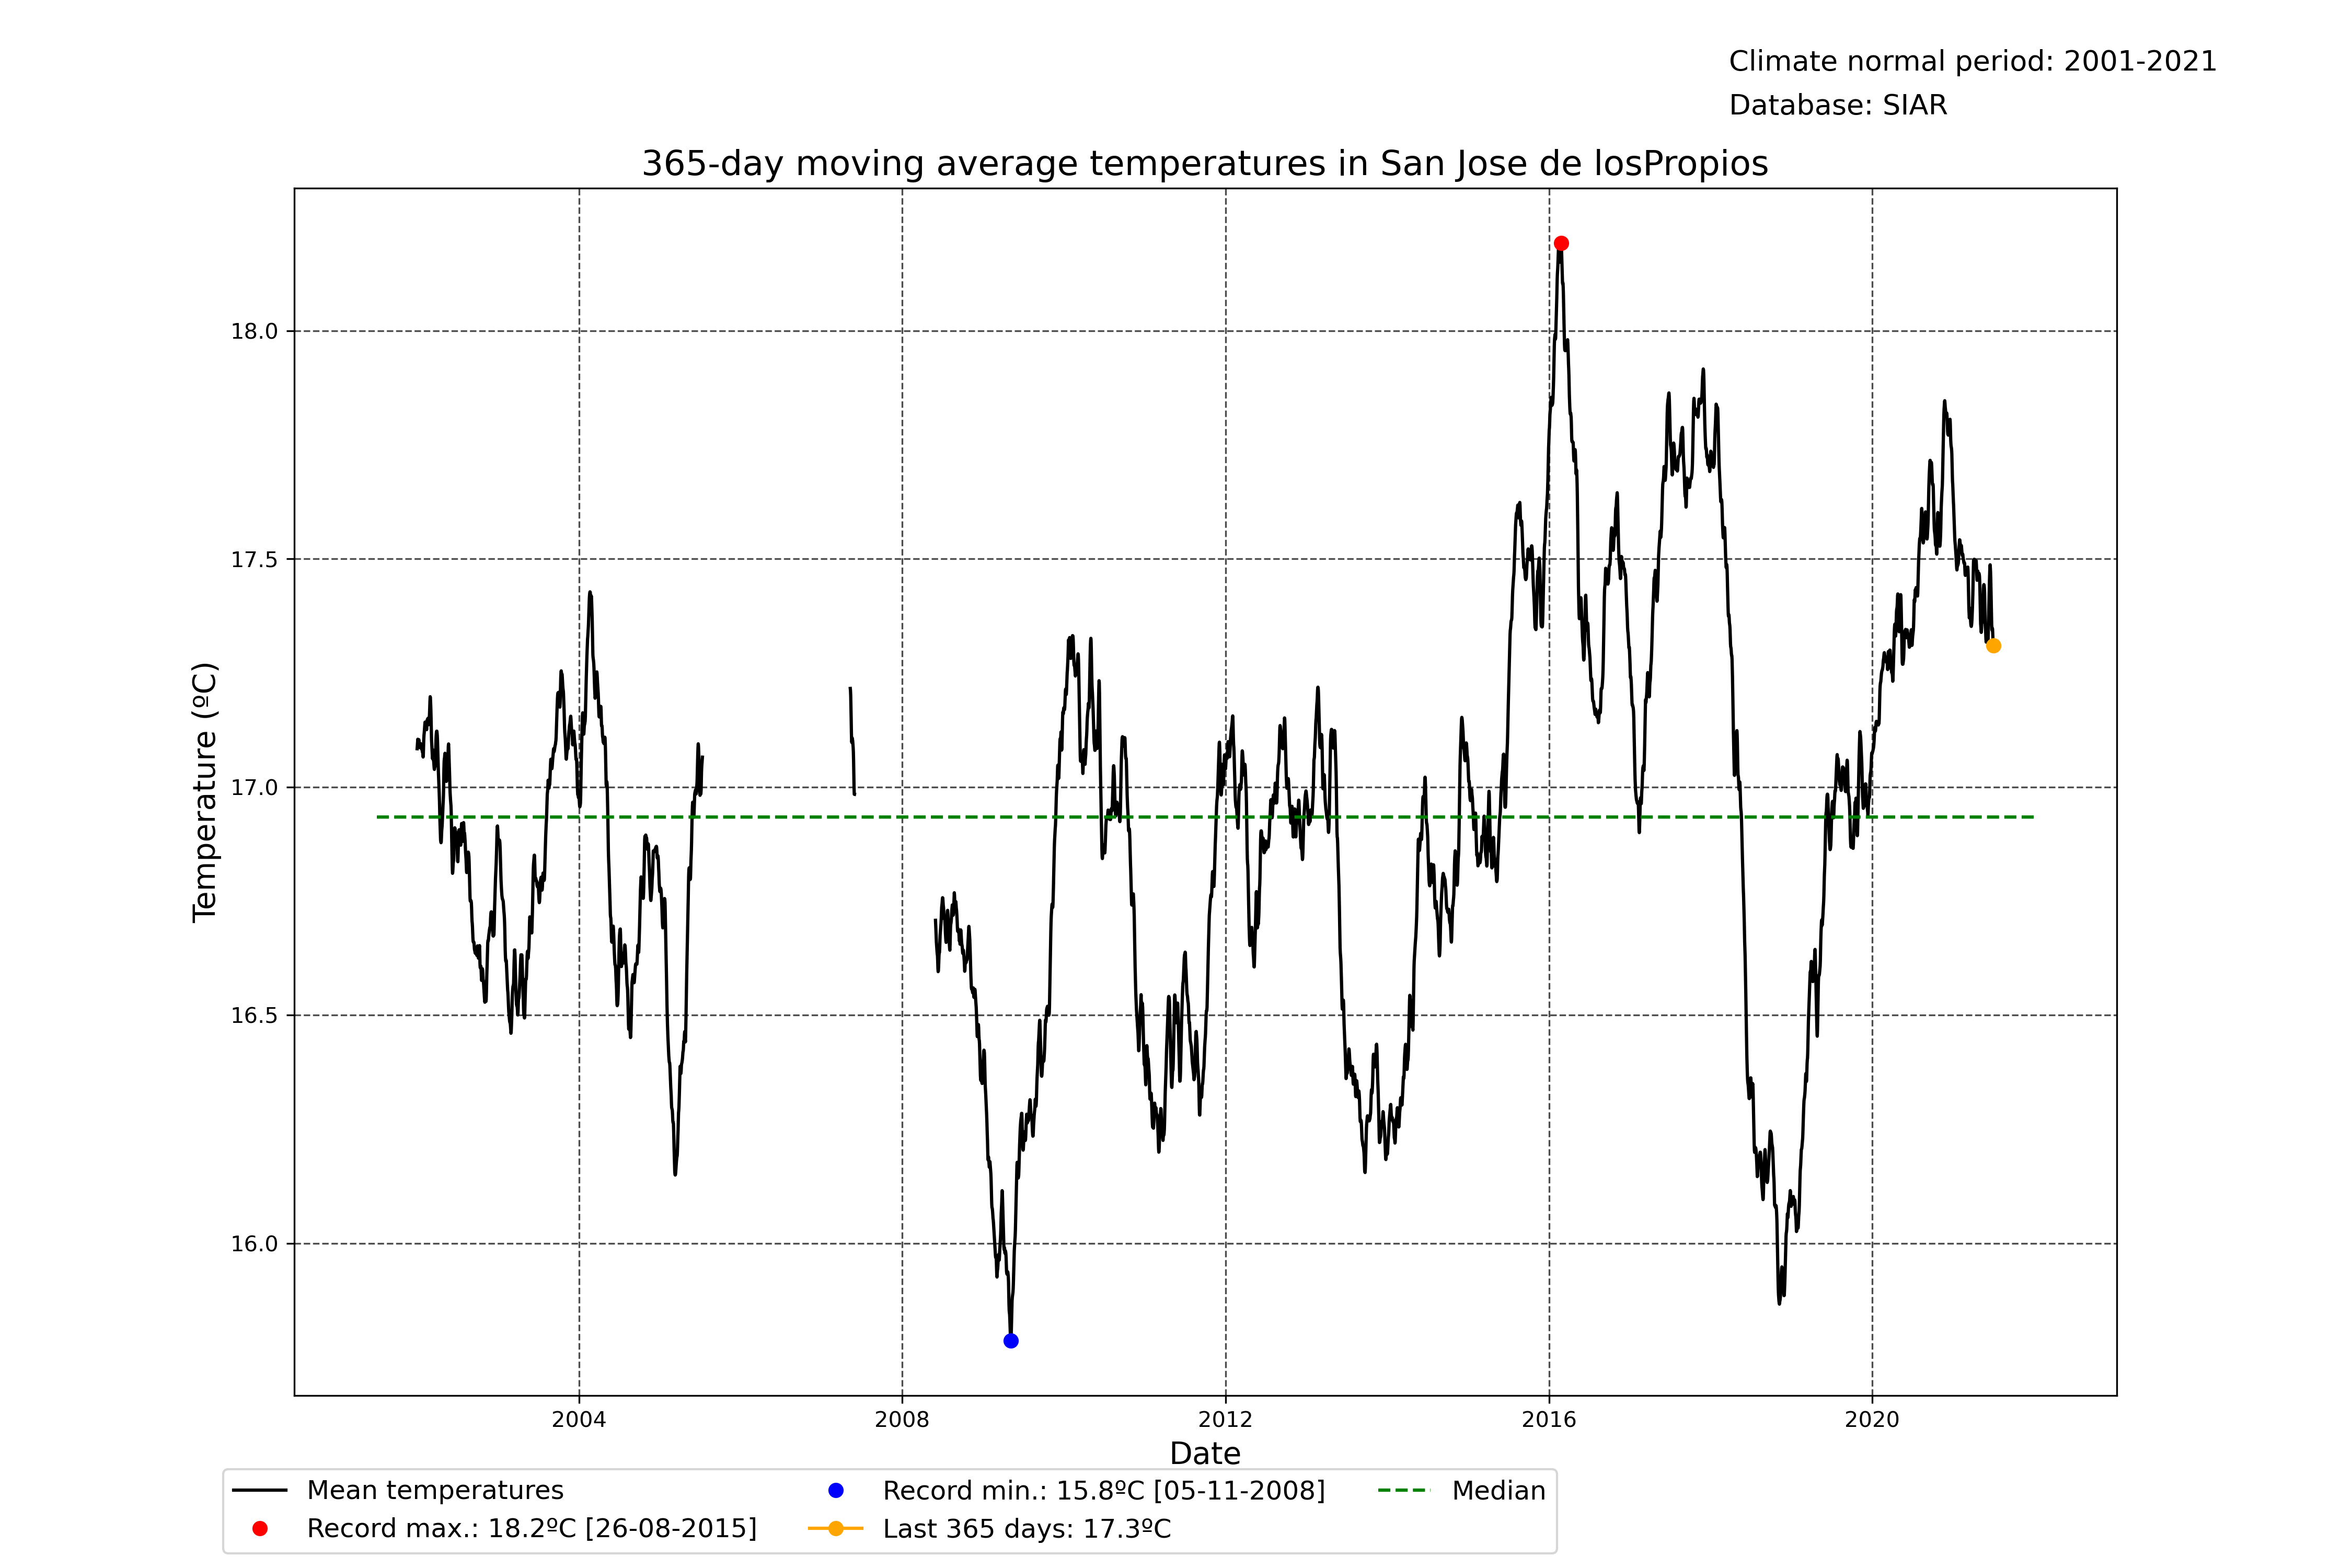 Climate normal period: 2001-2021
Database: SIAR
365-day moving average temperatures in San Jose de losPropios
Temperature (ºC)
18.0
17.5
17.0
16.5
16.0
2004
2008
2012
2016
2020
Date
Mean temperatures
Record max.: 18.2ºC [26-08-2015]
Record min.: 15.8ºC [05-11-2008]
Last 365 days: 17.3ºC
Median